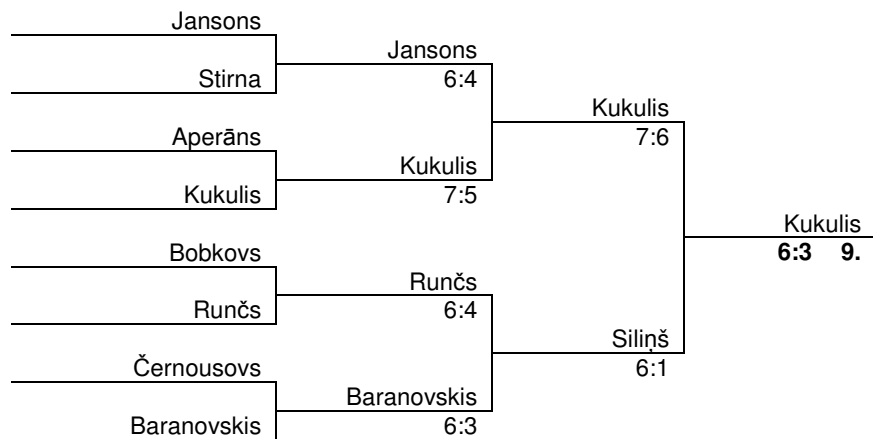 Jansons
Stirna
Aperāns
Kukulis
Bobkovs
Runčs
Černousovs
Baranovskis
Jansons
6:4
Kukulis
7:5
Runčs
6:4
Baranovskis
6:3
Kukulis
7:6
Siliņš
6:1
Kukulis
6:3 9.